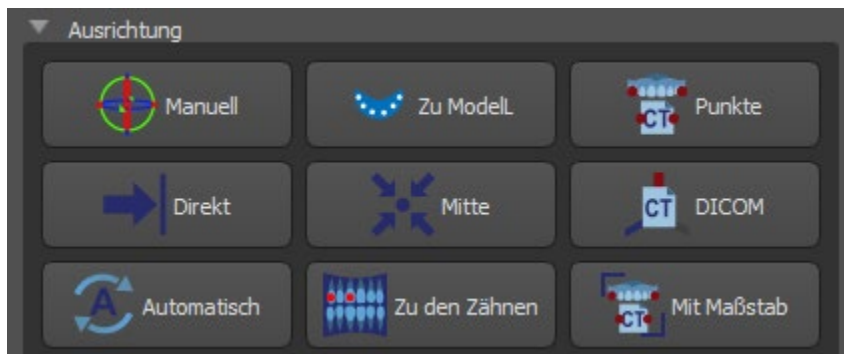 Ausrichtung
Manuell
Zu ModelL
CT
Punkte
Direkt
Mitte
CT
DICOM
A
Automatisch
Zu den Zähnen
CT
Mit Maßstab